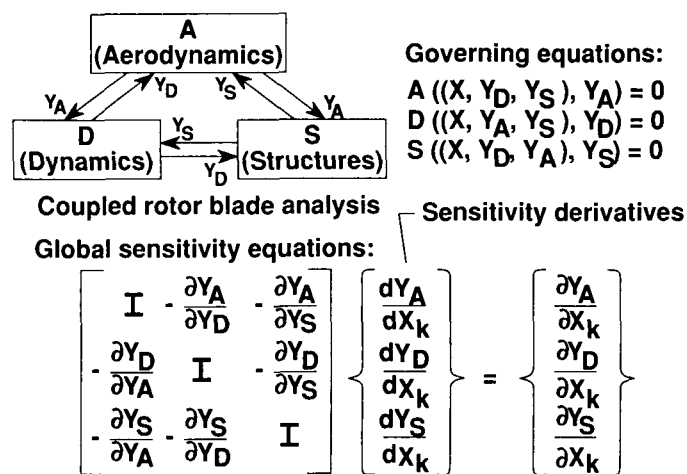 A
(Aerodynamics)
Y_A Y_D Y_S Y_A
D
(Dynamics)
Y_S
Y_D
S
(Structures)
Coupled rotor blade analysis
Governing equations:
A ((X, Y_D, Y_S), Y_A) = 0
D ((X, Y_A, Y_S), Y_D) = 0
S ((X, Y_D, Y_A), Y_S) = 0
Sensitivity derivatives
Global sensitivity equations:
I - ∂Y_A/∂Y_D - ∂Y_A/∂Y_S dY_A/dX_k ∂Y_A/∂X_k
- ∂Y_D/∂Y_A I - ∂Y_D/∂Y_S dY_D/dX_k = ∂Y_D/∂X_k
- ∂Y_S/∂Y_A - ∂Y_S/∂Y_D I dY_S/dX_k ∂Y_S/∂X_k